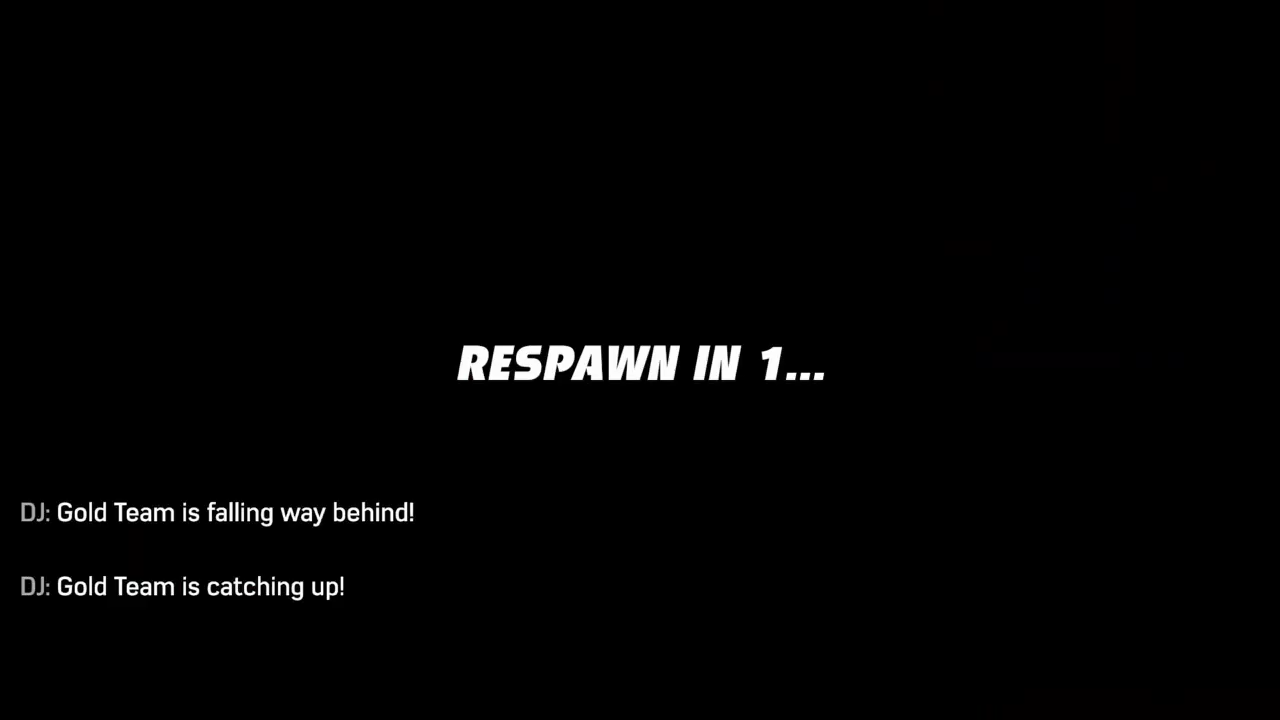 RESPAWN IN 1...
DJ: Gold Team is falling way behind!
DJ: Gold Team is catching up!